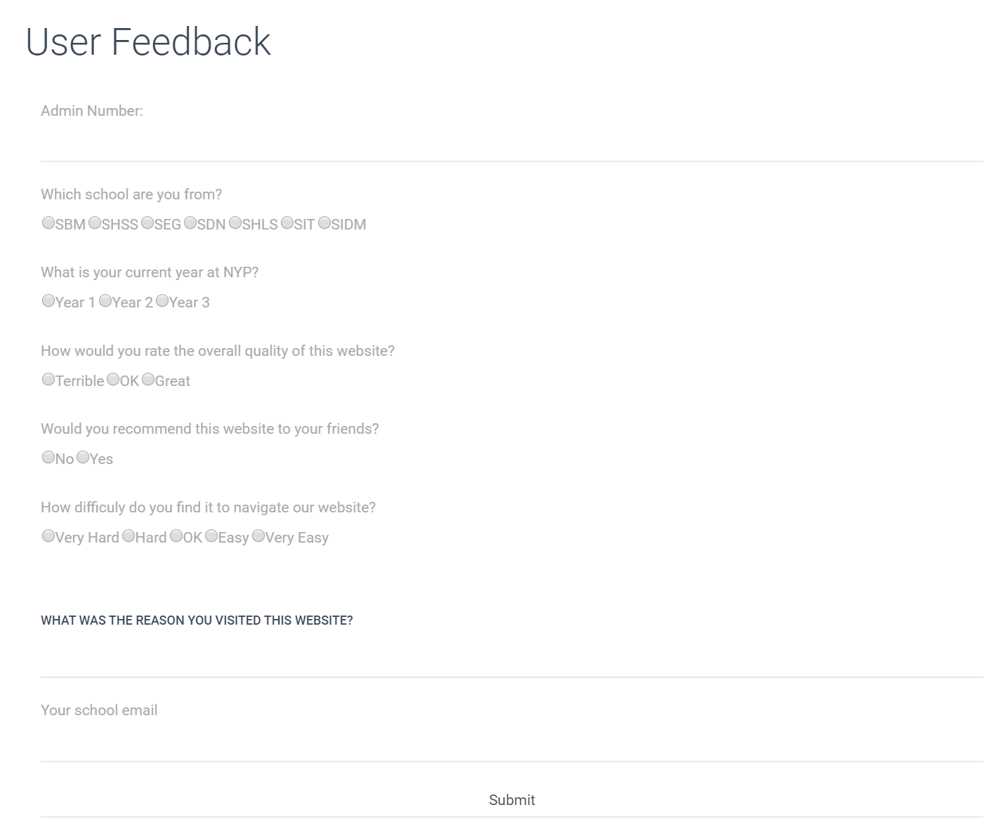 User Feedback
Admin Number:
Which school are you from?
SBM SHSS SEG SDN SHLS SIT SIDM
What is your current year at NYP?
Year 1 Year 2 Year 3
How would you rate the overall quality of this website?
Terrible OK Great
Would you recommend this website to your friends?
No Yes
How difficuly do you find it to navigate our website?
Very Hard Hard OK Easy Very Easy
WHAT WAS THE REASON YOU VISITED THIS WEBSITE?
Your school email
Submit